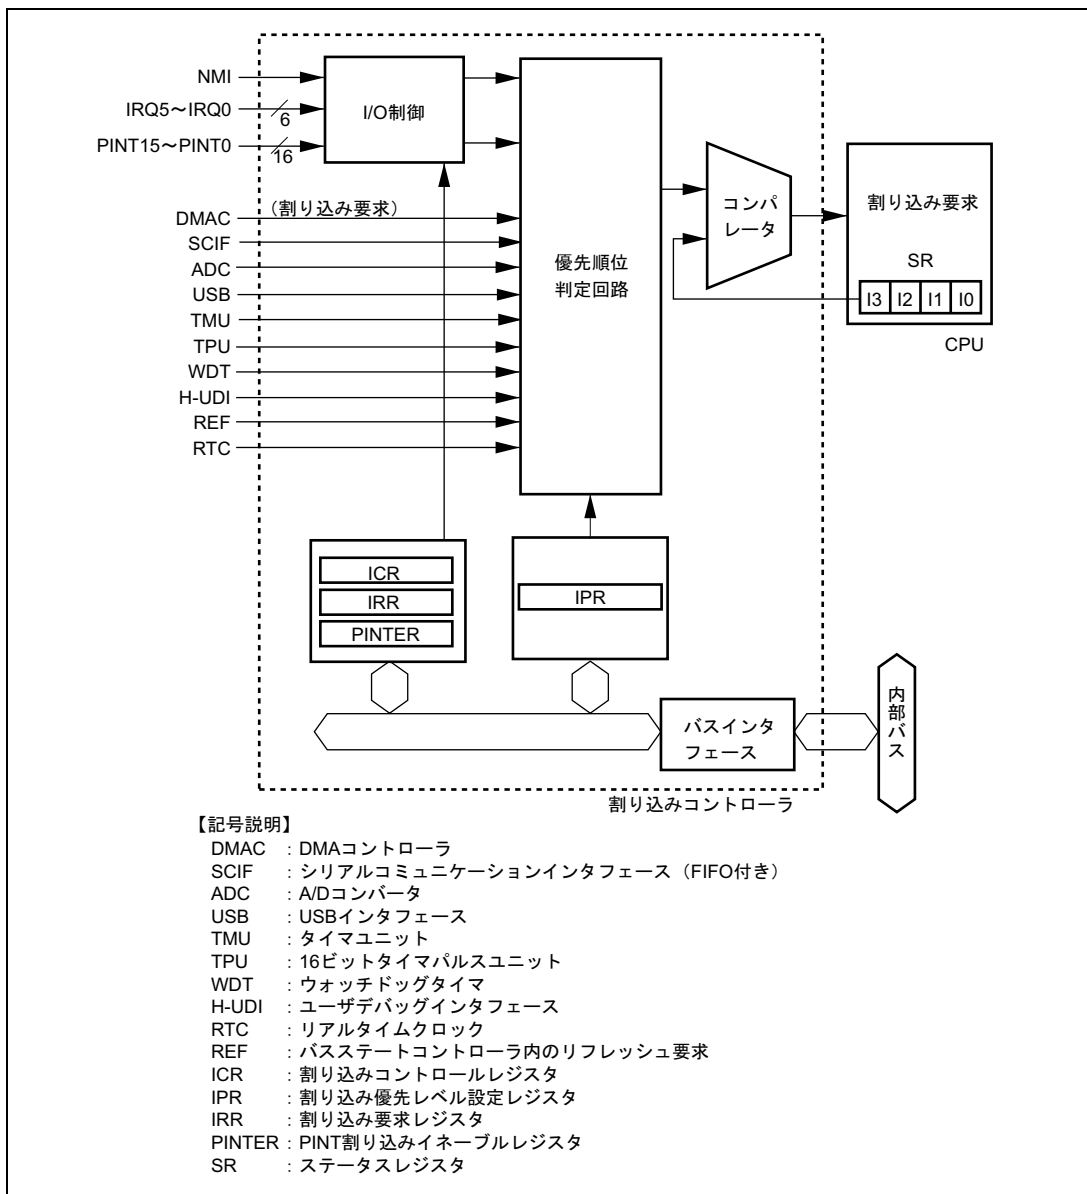 NMI
IRQ5～IRQ0
6
PINT15～PINT0
16
I/O制御
DMAC
（割り込み要求）
SCIF
ADC
USB
TMU
TPU
WDT
H-UDI
REF
RTC
優先順位
判定回路
コンパ
レータ
割り込み要求
SR
I3 I2 I1 I0
CPU
ICR
IRR
PINTER
IPR
バスインタ
フェース
内部バス
割り込みコントローラ
【記号説明】
DMAC : DMAコントローラ
SCIF : シリアルコミュニケーションインタフェース（FIFO付き）
ADC : A/Dコンバータ
USB : USBインタフェース
TMU : タイマユニット
TPU : 16ビットタイマパルスユニット
WDT : ウォッチドッグタイマ
H-UDI : ユーザデバッグインタフェース
RTC : リアルタイムクロック
REF : バスステートコントローラ内のリフレッシュ要求
ICR : 割り込みコントロールレジスタ
IPR : 割り込み優先レベル設定レジスタ
IRR : 割り込み要求レジスタ
PINTER : PINT割り込みイネーブルレジスタ
SR : ステータスレジスタ